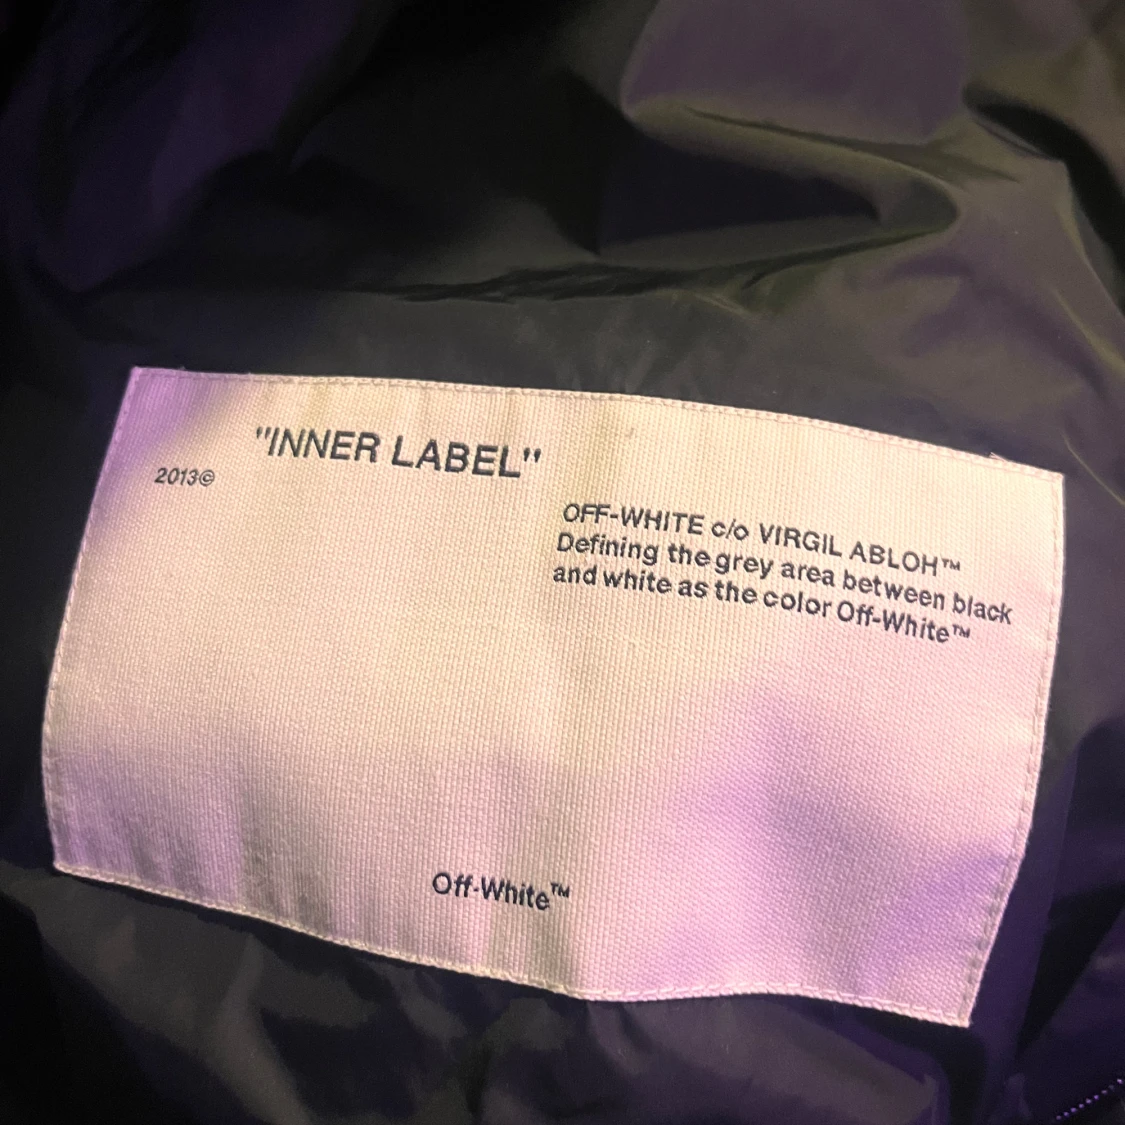 "INNER LABEL"
2013©
OFF-WHITE c/o VIRGIL ABLOH™
Defining the grey area between black
and white as the color Off-White™
Off-White™